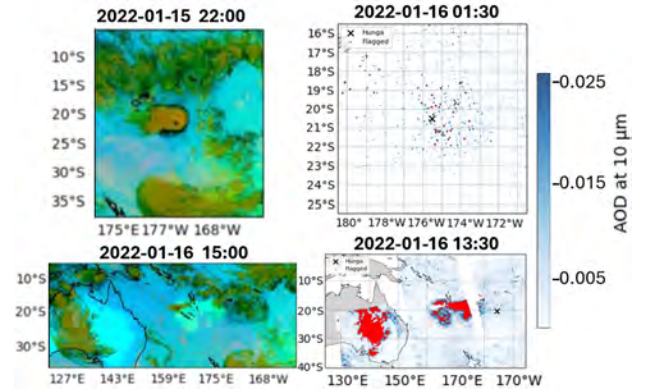 2022-01-15 22:00
5°S
10°S
15°S
20°S
25°S
30°S
35°S
175°E 177°W 168°W
2022-01-16 01:30
Hunga
Flagged
16°S
17°S
18°S
19°S
20°S
21°S
22°S
23°S
24°S
25°S
180° 176°W 174°W 172°W
0.025
0.015
0.005
AOD at 10 µm
2022-01-16 15:00
10°S
20°S
30°S
127°E 143°E 159°E 175°E 168°W
2022-01-16 13:30
Hunga
Flagged
10°S
20°S
30°S
40°S
130°E 150°E 170°E 170°W